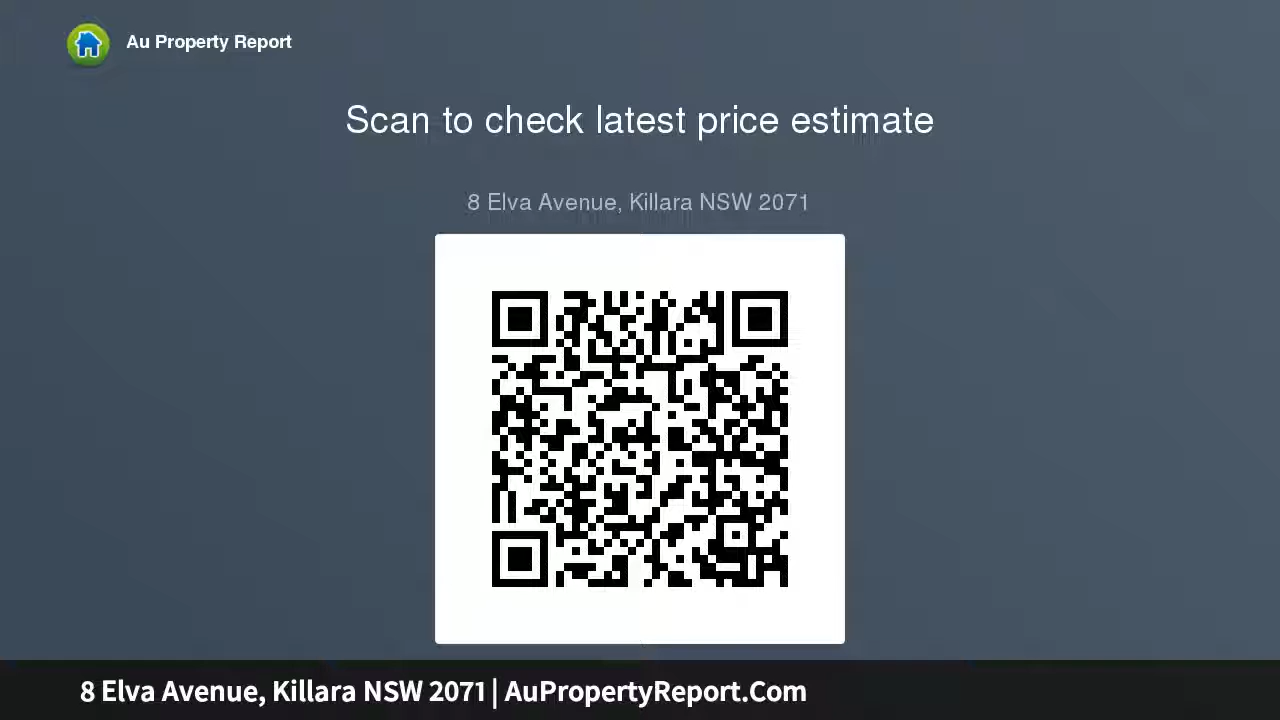 Au Property Report
Scan to check latest price estimate
8 Elva Avenue, Killara NSW 2071
8 Elva Avenue, Killara NSW 2071 | AuPropertyReport.Com